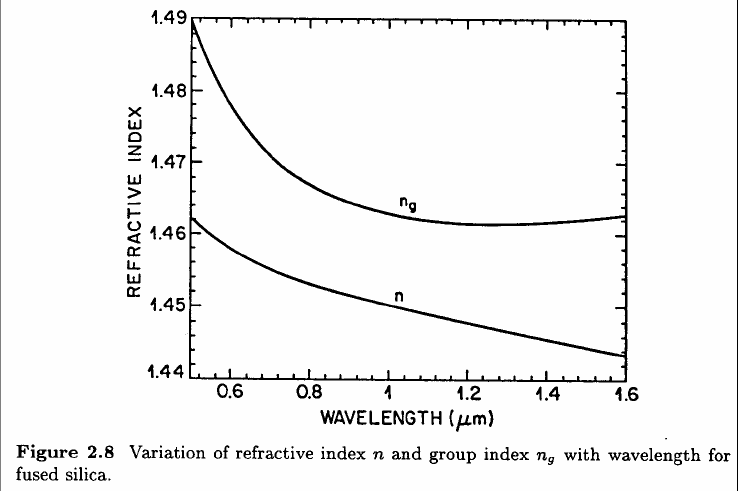 1.49
1.48
1.47
1.46
1.45
1.44
REFRACTIVE INDEX
ng
n
0.6 0.8 1 1.2 1.4 1.6
WAVELENGTH (μm)
Figure 2.8 Variation of refractive index n and group index ng with wavelength for
fused silica.